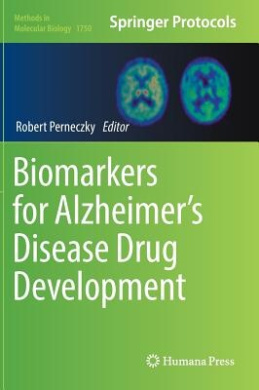 Methods in
Molecular Biology 1750
Springer Protocols
Robert Perneczky Editor
Biomarkers
for Alzheimer's
Disease Drug
Development
Humana Press